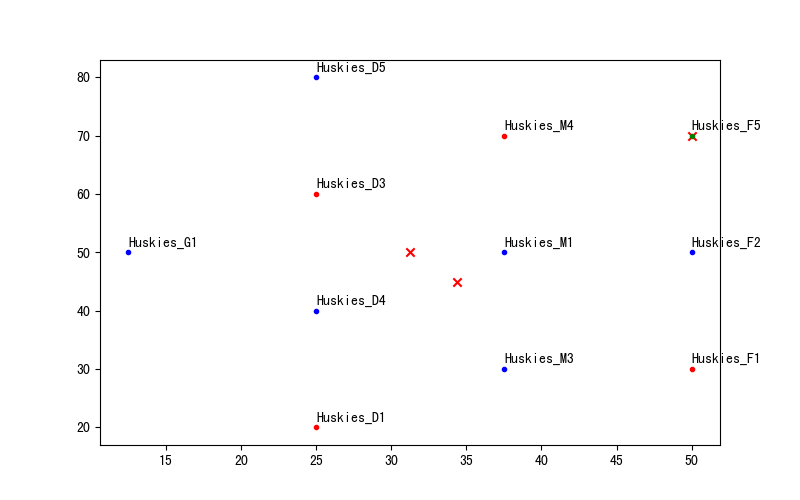 80
70
60
50
40
30
20
Huskies_D5
Huskies_M4
Huskies_F5
Huskies_D3
Huskies_G1
Huskies_M1
Huskies_F2
Huskies_D4
Huskies_M3
Huskies_F1
Huskies_D1
15
20
25
30
35
40
45
50